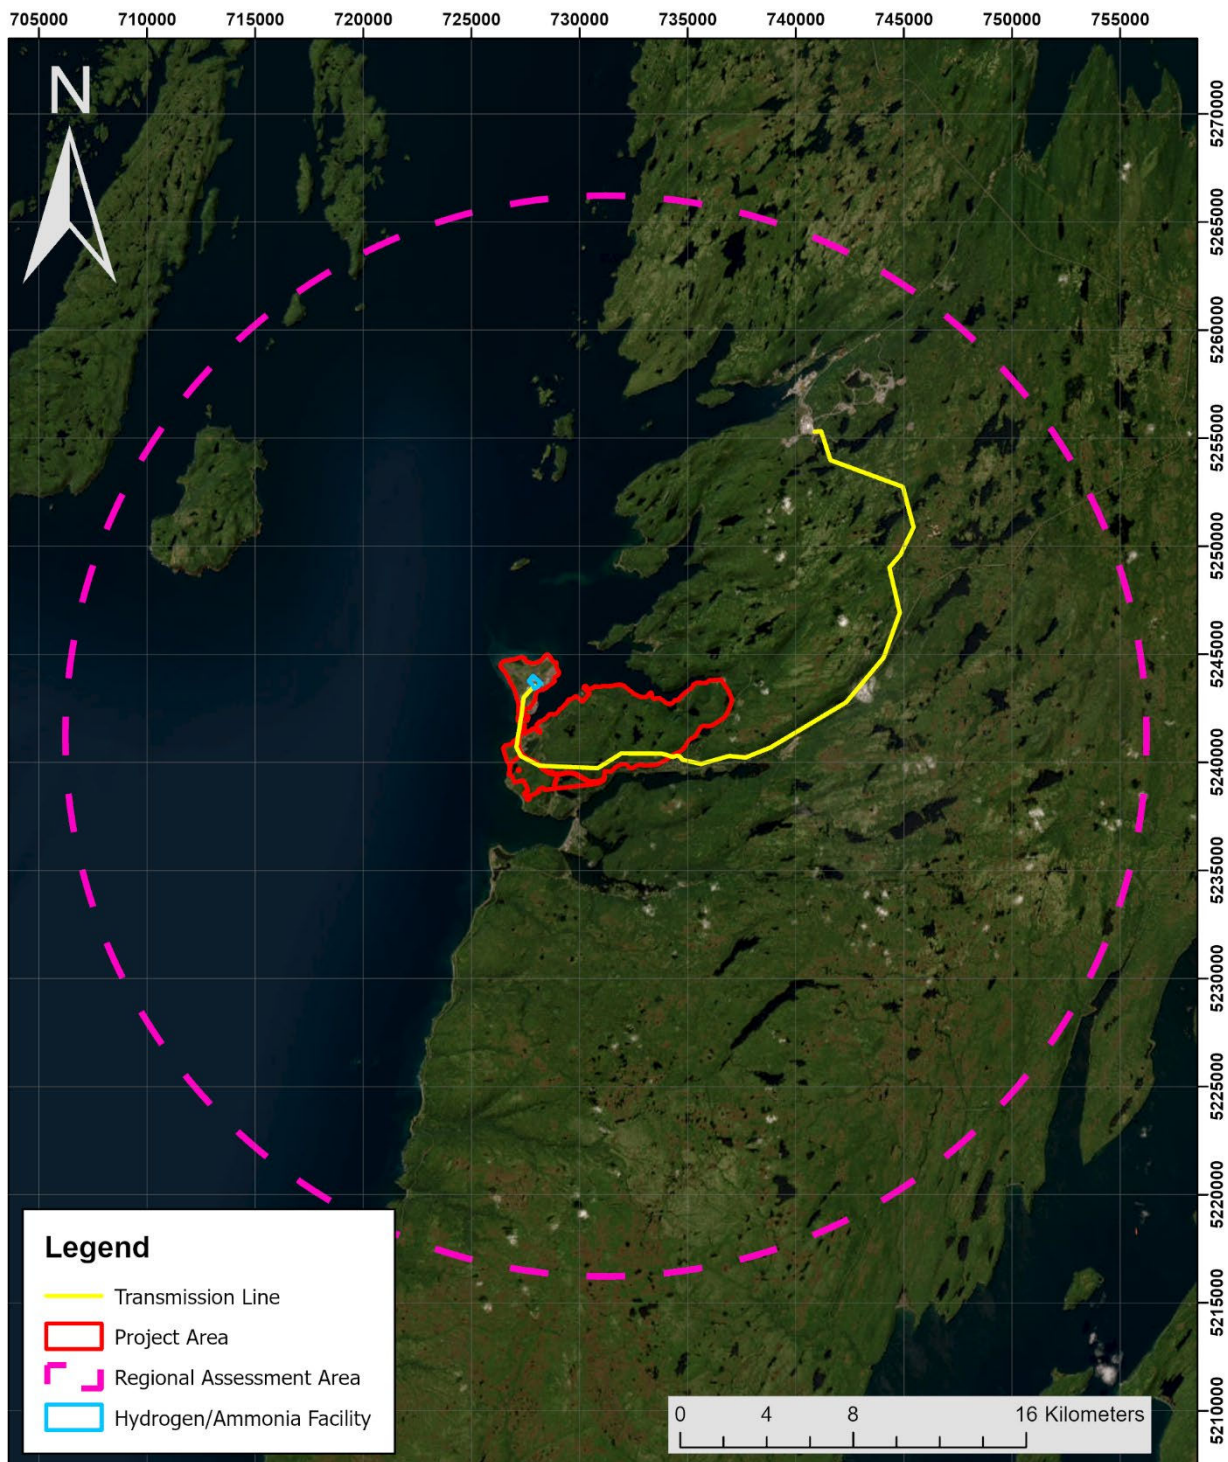 705000 710000 715000 720000 725000 730000 735000 740000 745000 750000 755000
N
5270000
5265000
5260000
5255000
5250000
5245000
5240000
5235000
5230000
5225000
5220000
5215000
5210000
Legend
Transmission Line
Project Area
Regional Assessment Area
Hydrogen/Ammonia Facility
0 4 8 16 Kilometers